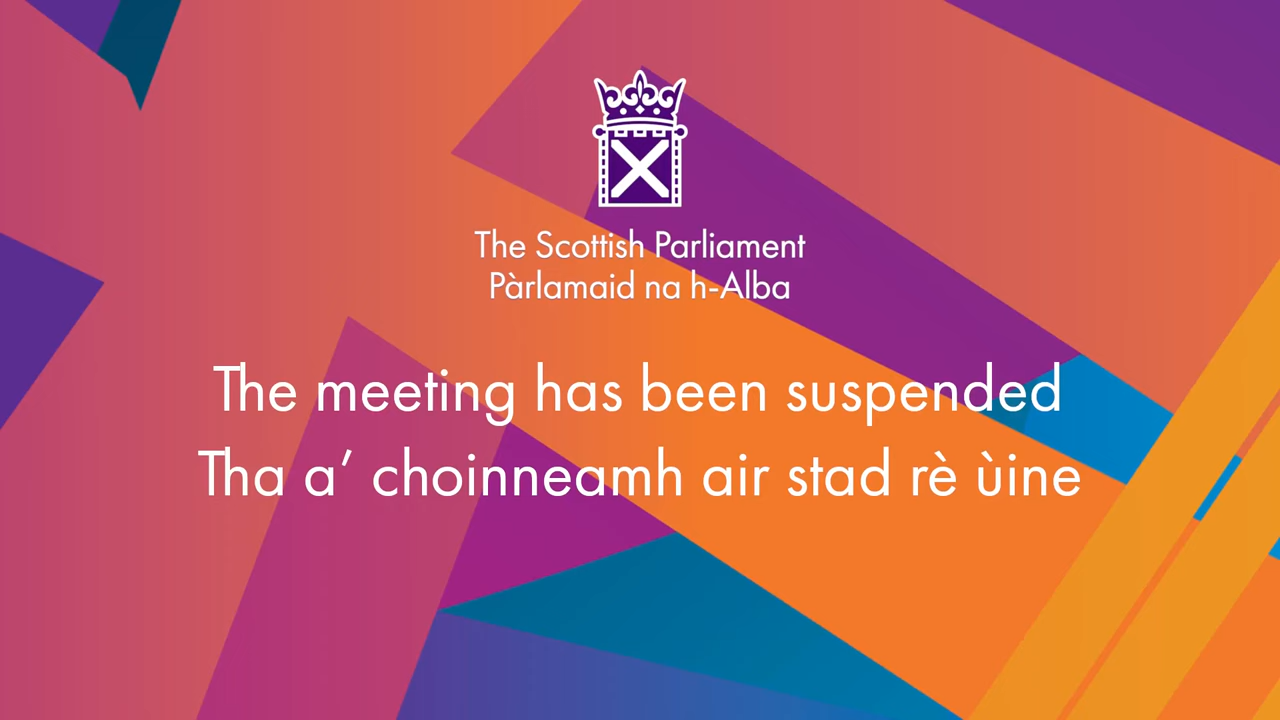 The Scottish Parliament
Pàrlamaid na h-Alba
The meeting has been suspended
Tha a’ choinneamh air stad rè ùine